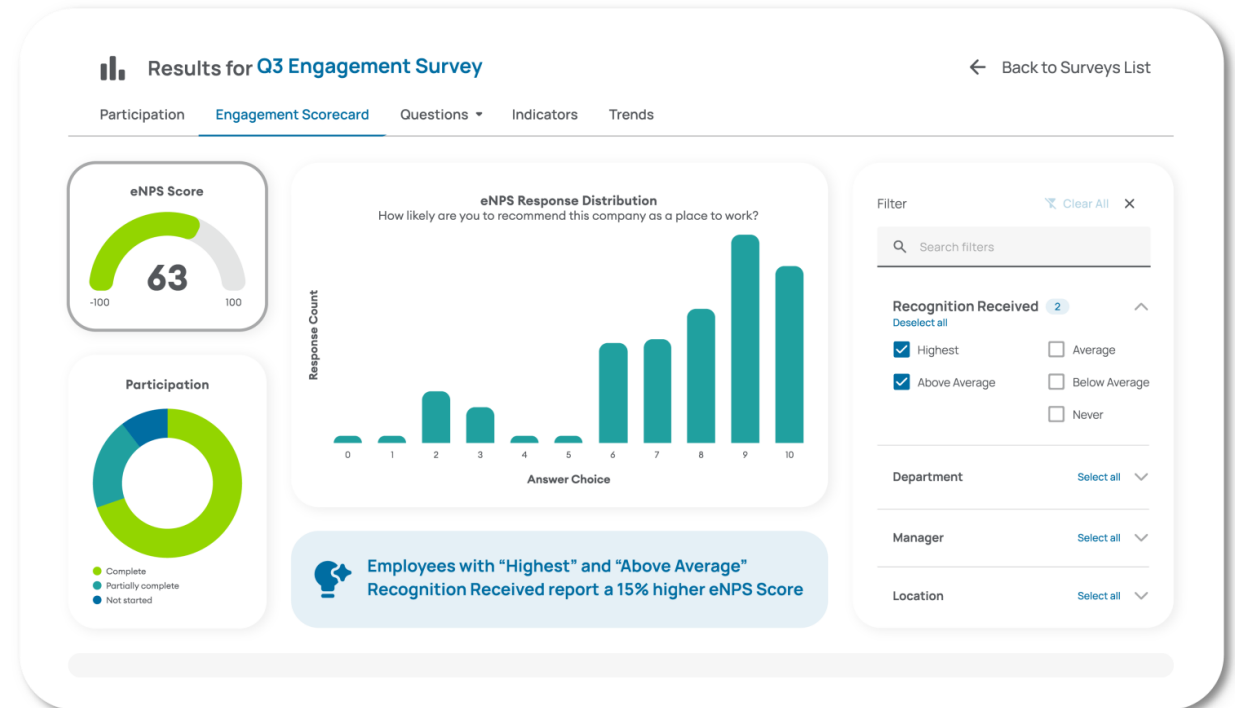 Results for Q3 Engagement Survey
Back to Surveys List
Participation
Engagement Scorecard
Questions
Indicators
Trends
eNPS Score
63
-100
100
Participation
Complete
Partially complete
Not started
eNPS Response Distribution
How likely are you to recommend this company as a place to work?
Response Count
0 1 2 3 4 5 6 7 8 9 10
Answer Choice
Employees with “Highest” and “Above Average”
Recognition Received report a 15% higher eNPS Score
Filter
Clear All
Search filters
Recognition Received 2
Deselect all
Highest
Average
Above Average
Below Average
Never
Department
Select all
Manager
Select all
Location
Select all